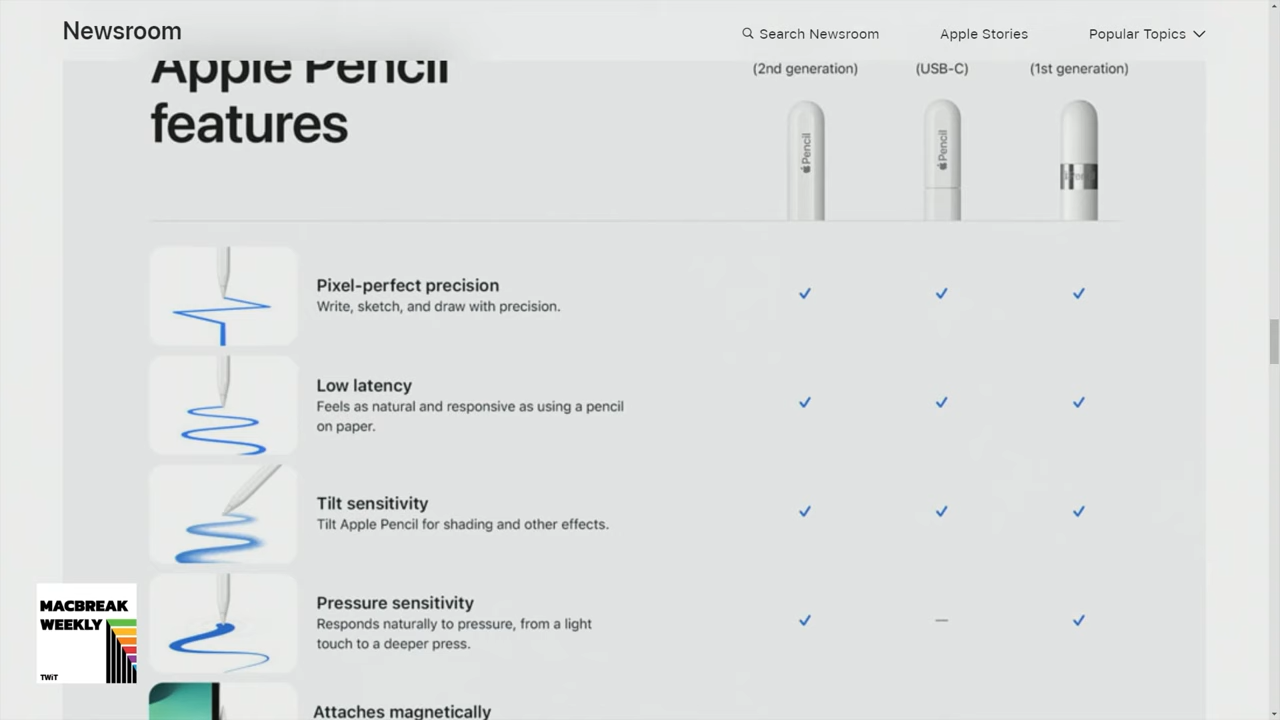 Newsroom
Search Newsroom
Apple Stories
Popular Topics
Apple Pencil
features
(2nd generation)
(USB-C)
(1st generation)
Pencil
Pencil
Pixel-perfect precision
Write, sketch, and draw with precision.
Low latency
Feels as natural and responsive as using a pencil
on paper.
Tilt sensitivity
Tilt Apple Pencil for shading and other effects.
Pressure sensitivity
Responds naturally to pressure, from a light
touch to a deeper press.
Attaches magnetically
MACBREAK
WEEKLY
TWiT